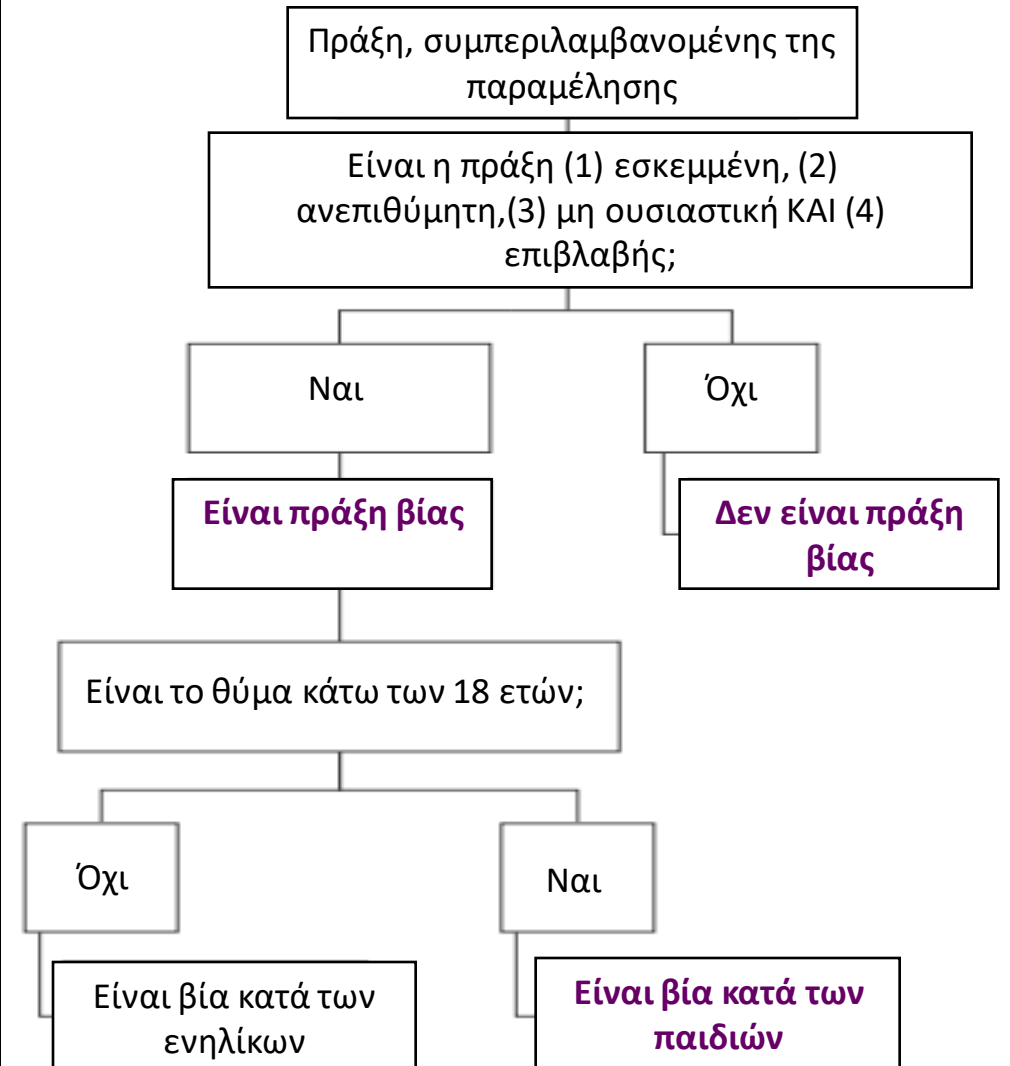 Πράξη, συμπεριλαμβανομένης της
παραμέλησης
Είναι η πράξη (1) εσκεμμένη, (2)
ανεπιθύμητη,(3) μη ουσιαστική ΚΑΙ (4)
επιβλαβής;
Ναι
Όχι
Είναι πράξη βίας
Δεν είναι πράξη
βίας
Είναι το θύμα κάτω των 18 ετών;
Όχι
Ναι
Είναι βία κατά των
ενηλίκων
Είναι βία κατά των
παιδιών